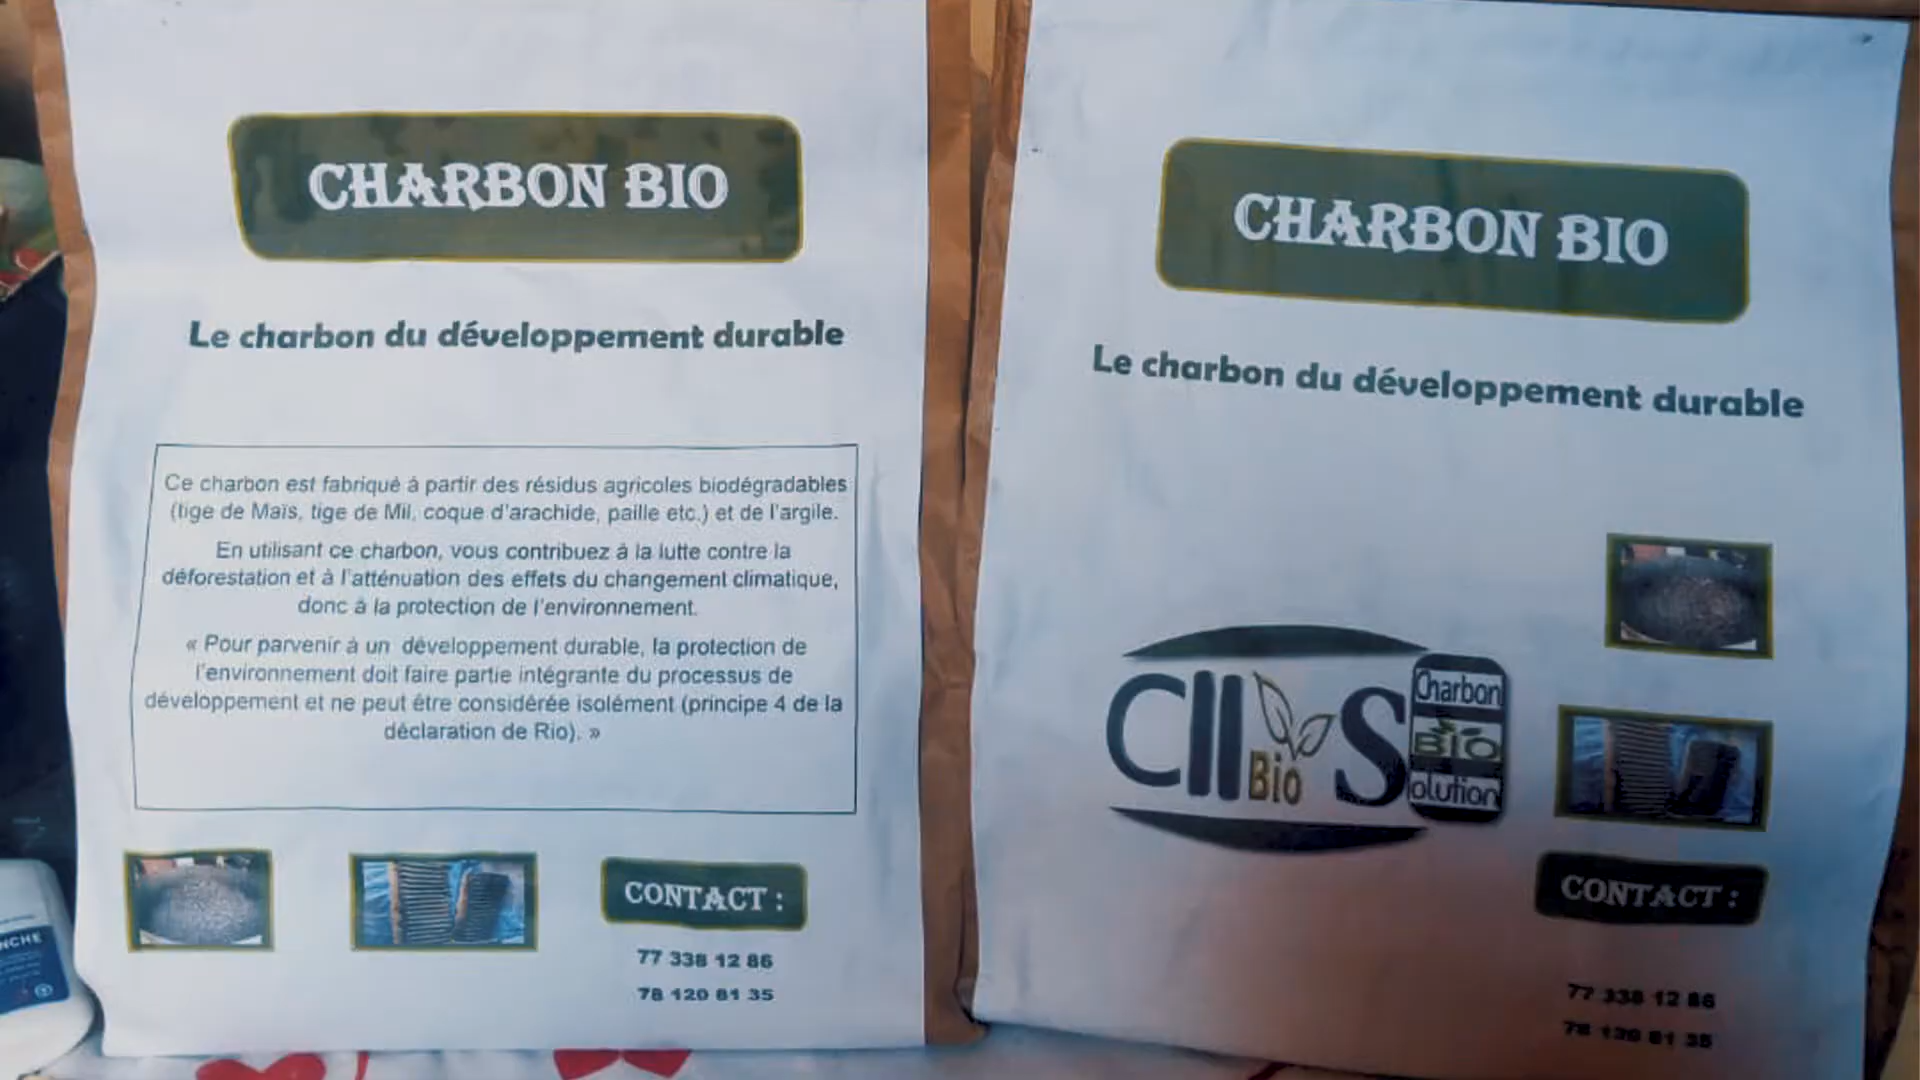 CHARBON BIO
Le charbon du développement durable
Ce charbon est fabriqué à partir des résidus agricoles biodégradables
(tige de Maïs, tige de Mil, coque d'arachide, paille etc.) et de l'argile.
En utilisant ce charbon, vous contribuez à la lutte contre la
déforestation et à l'atténuation des effets du changement climatique,
donc à la protection de l'environnement.
« Pour parvenir à un développement durable, la protection de
l'environnement doit faire partie intégrante du processus de
développement et ne peut être considérée isolément (principe 4 de la
déclaration de Rio). »
CONTACT :
77 338 12 86
78 120 81 35
CHARBON BIO
Le charbon du développement durable
CII Bio S
Charbon
BiO
olution
CONTACT :
77 338 12 86
NCHE